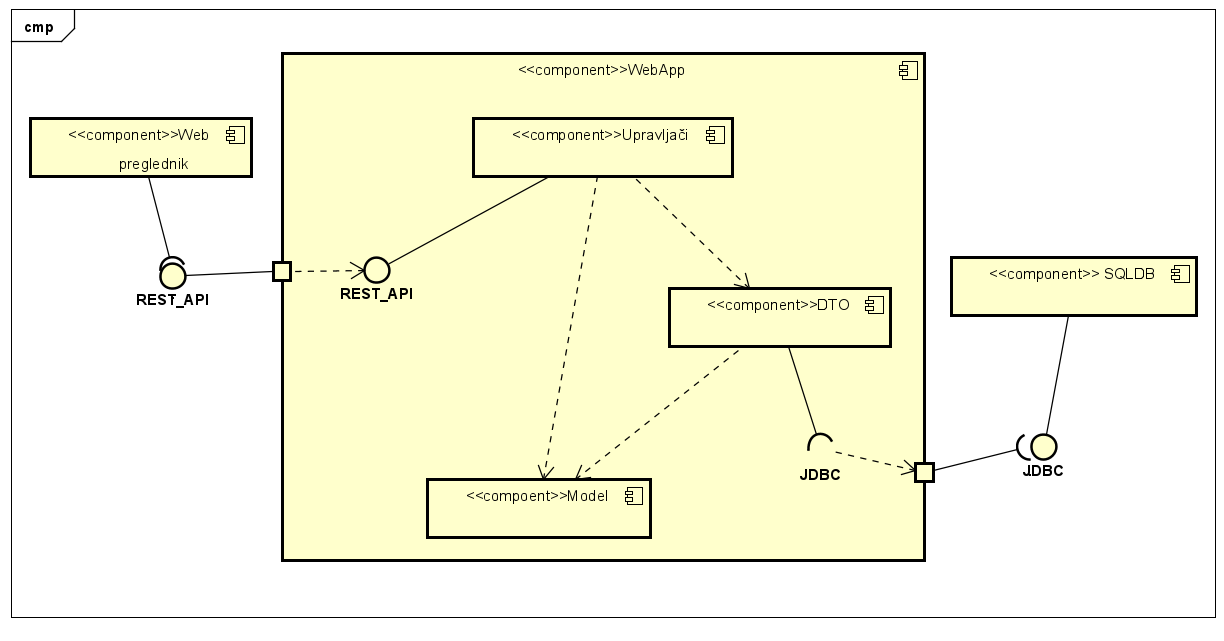 cmp
<<component>>WebApp
<<component>>Web
preglednik
<<component>>Upravljači
REST_API
REST_API
<<component>>DTO
<<component>> SQLDB
JDBC
JDBC
<<compoent>>Model